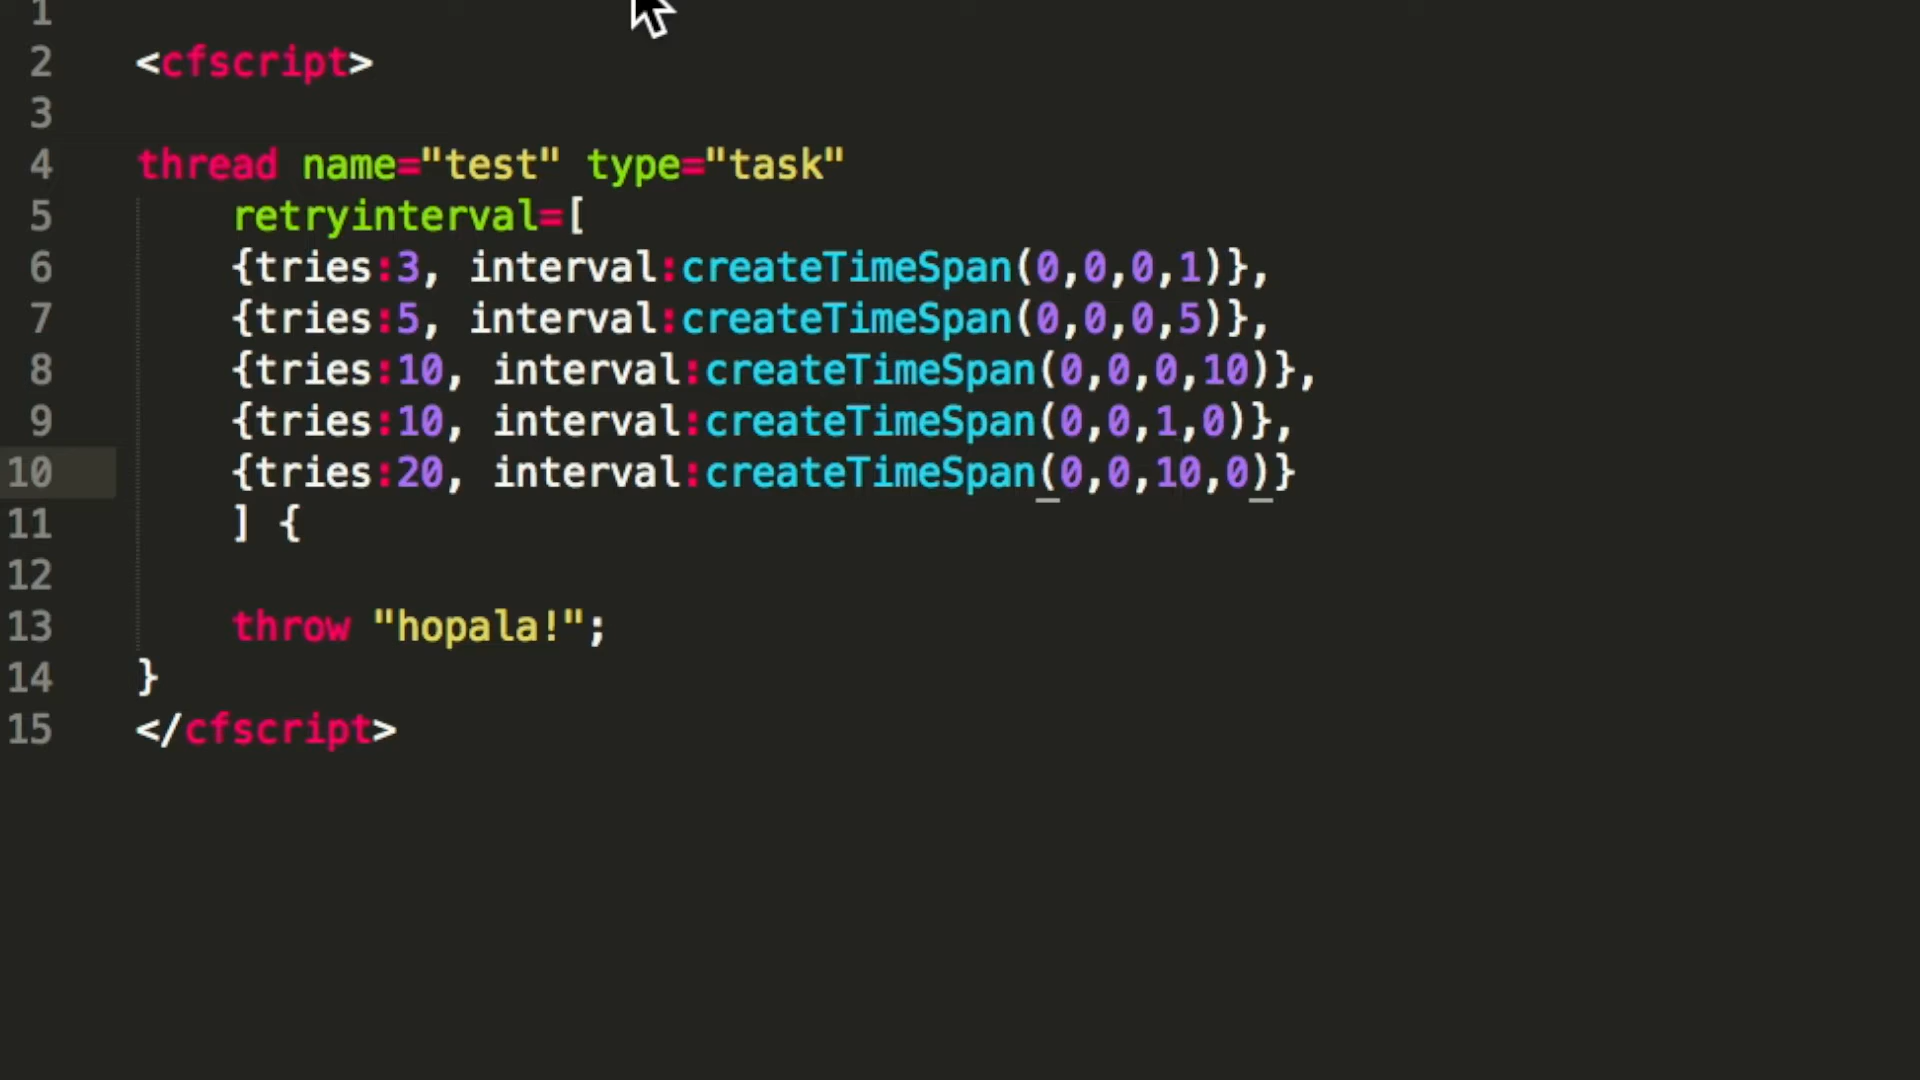 1
2 <cfscript>
3
4 thread name="test" type="task"
5 retryinterval=[
6 {tries:3, interval:createTimeSpan(0,0,0,1)},
7 {tries:5, interval:createTimeSpan(0,0,0,5)},
8 {tries:10, interval:createTimeSpan(0,0,0,10)},
9 {tries:10, interval:createTimeSpan(0,0,1,0)},
10 {tries:20, interval:createTimeSpan(0,0,10,0)}
11 ] {
12
13 throw "hopala!";
14 }
15 </cfscript>